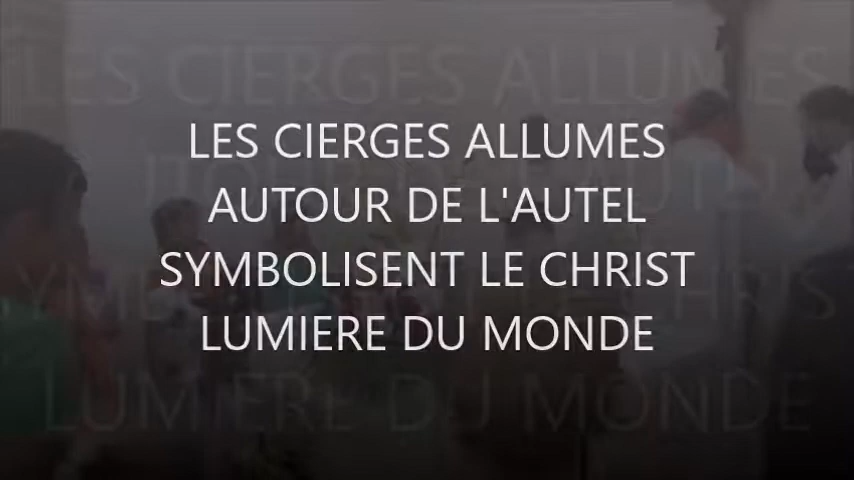 LES CIERGES ALLUMES
AUTOUR DE L'AUTEL
SYMBOLISENT LE CHRIST
LUMIERE DU MONDE